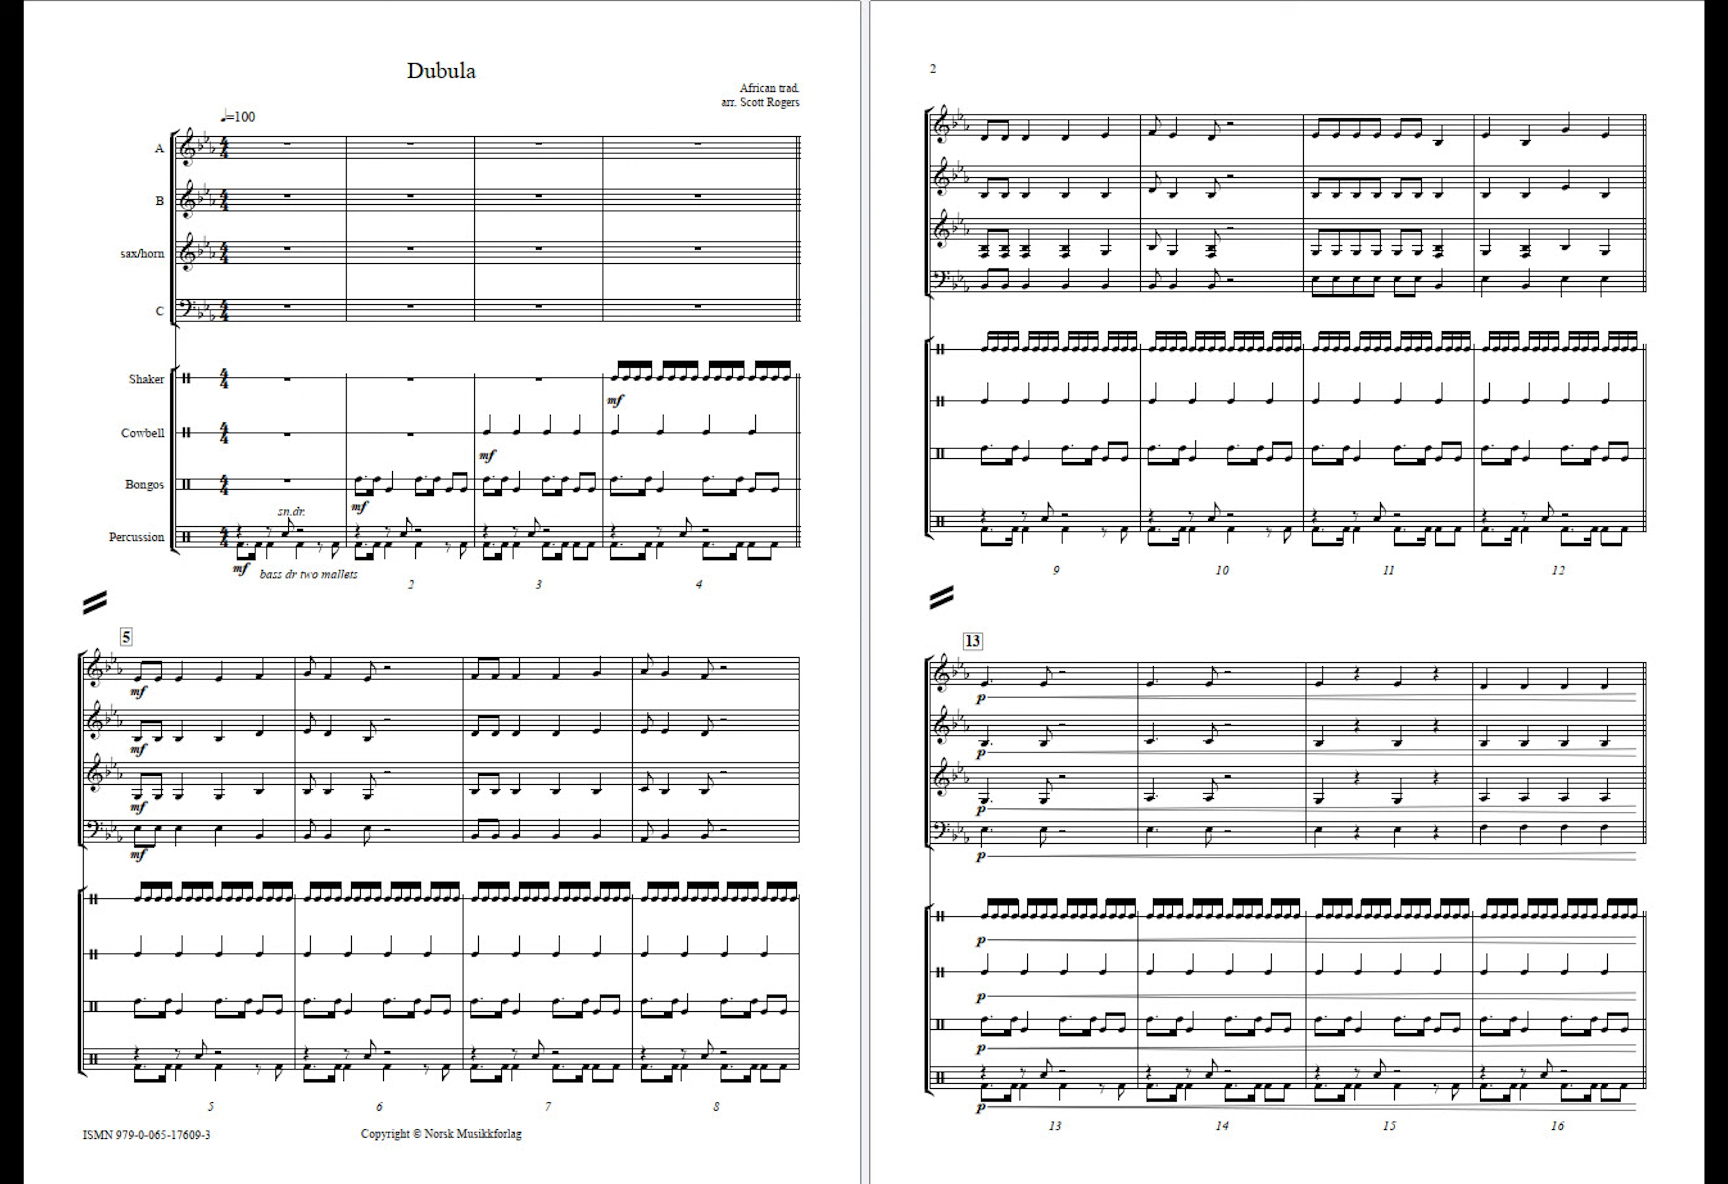 Dubula
African trad.
arr. Scott Rogers
♩=100
A
B
sax/horn
C
Shaker
mf
Cowbell
mf
Bongos
mf
sn.dr.
Percussion
mf
bass dr two mallets
2
3
4
5
mf
mf
mf
mf
5
6
7
8
ISMN 979-0-065-17609-3
Copyright © Norsk Musikkforlag
2
9
10
11
12
13
p
p
p
p
p
p
p
p
13
14
15
16